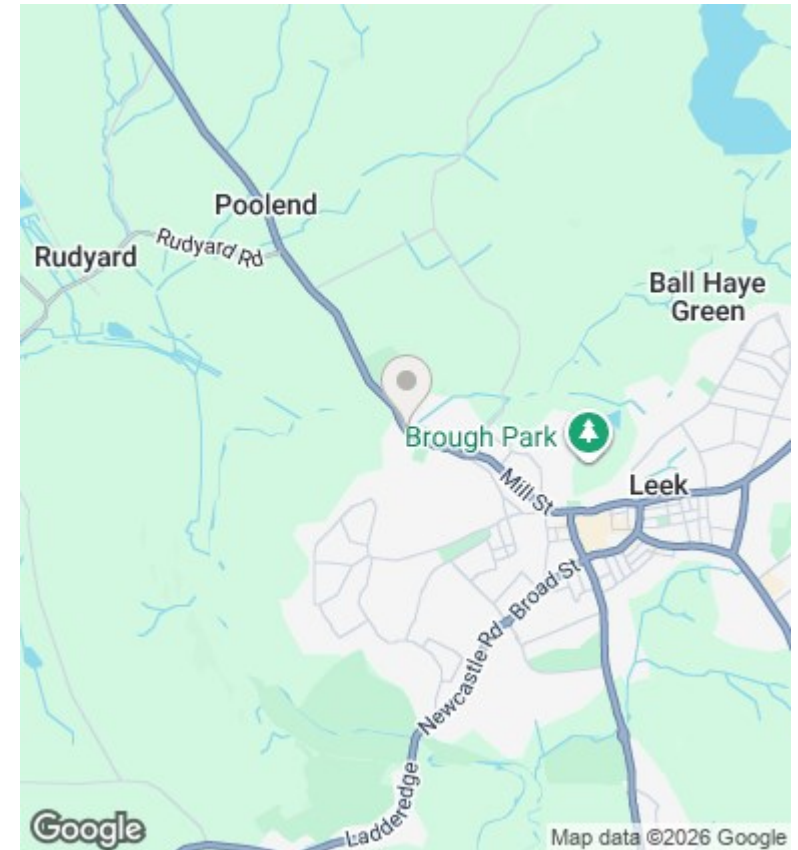 Poolend
Rudyard Rd
Rudyard
Ball Haye
Green
Brough Park
Mill St
Leek
Broad St
Newcastle Rd
Ladderedge
Google
Map data ©2026 Google